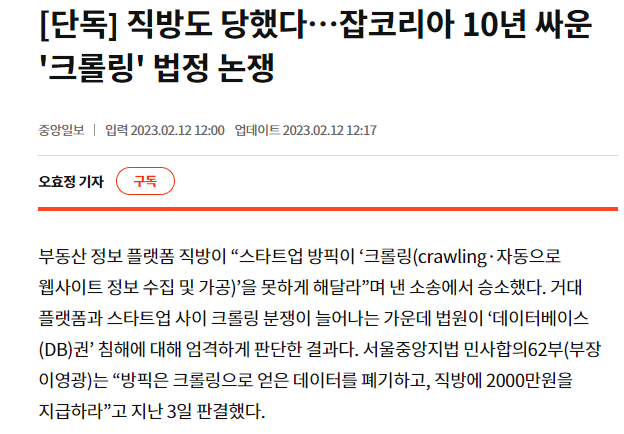 [단독] 직방도 당했다…잡코리아 10년 싸운
'크롤링' 법정 논쟁
중앙일보 | 입력 2023.02.12 12:00 업데이트 2023.02.12 12:17
오효정 기자 구독
부동산 정보 플랫폼 직방이 “스타트업 방픽이 ‘크롤링(crawling·자동으로
웹사이트 정보 수집 및 가공)’을 못하게 해달라”며 낸 소송에서 승소했다. 거대
플랫폼과 스타트업 사이 크롤링 분쟁이 늘어나는 가운데 법원이 ‘데이터베이스
(DB)권’ 침해에 대해 엄격하게 판단한 결과다. 서울중앙지법 민사합의62부(부장
이영광)는 “방픽은 크롤링으로 얻은 데이터를 폐기하고, 직방에 2000만원을
지급하라”고 지난 3일 판결했다.